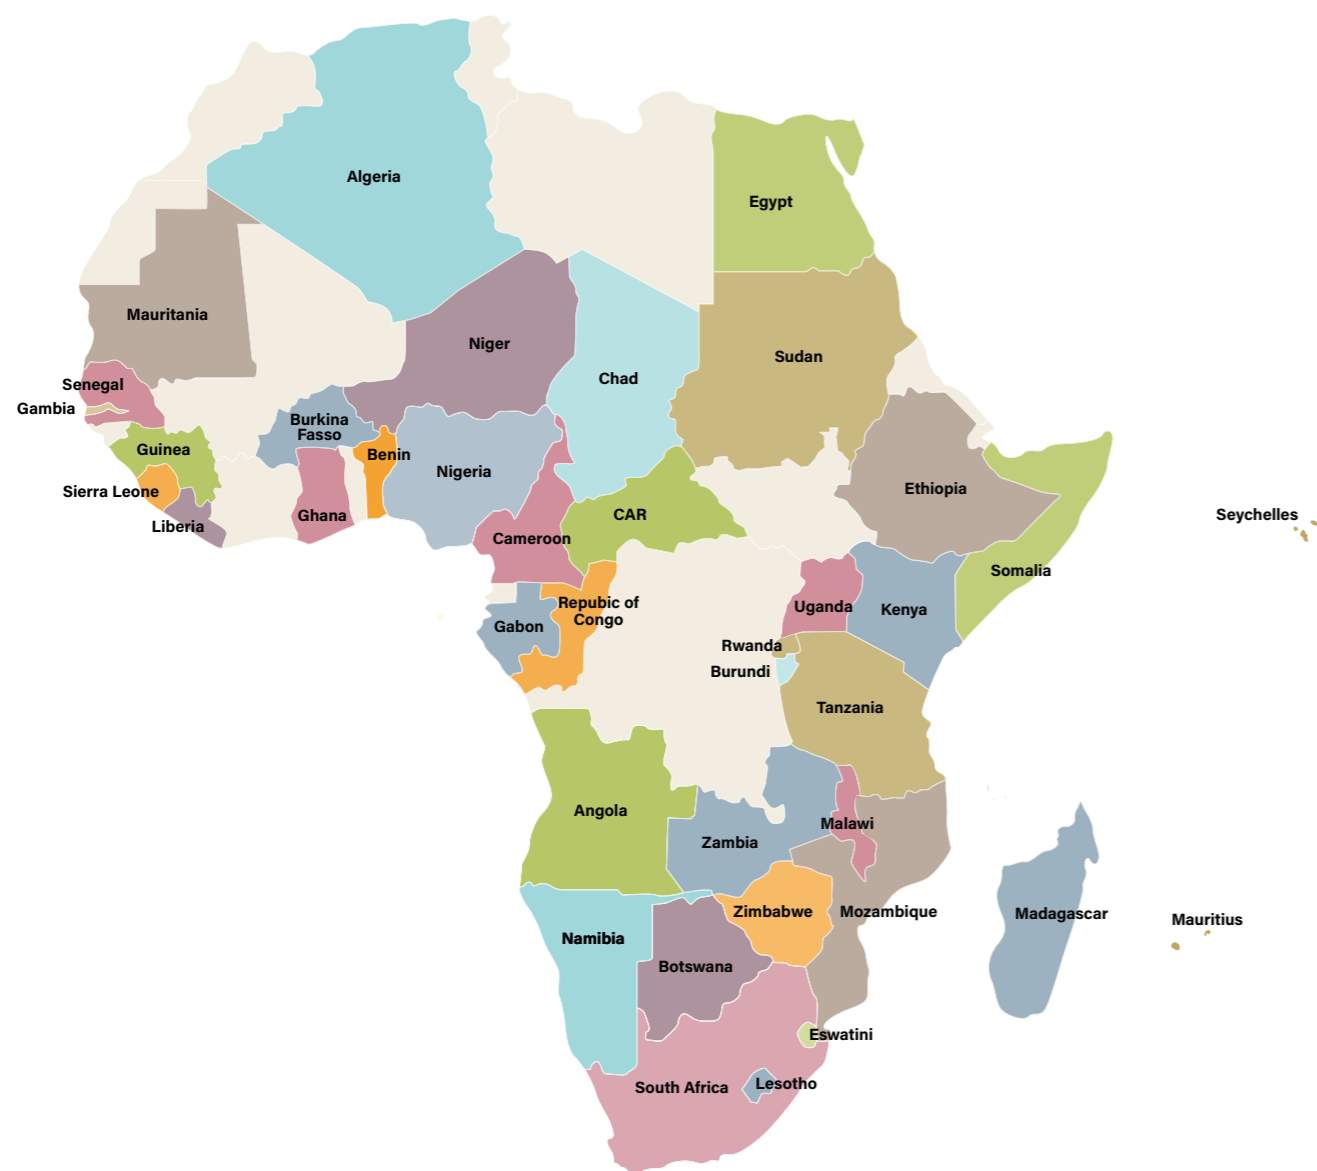 Algeria
Egypt
Mauritania
Niger
Sudan
Chad
Senegal
Gambia
Burkina
Fasso
Guinea
Benin
Nigeria
Ethiopia
Sierra Leone
Ghana
CAR
Seychelles
Liberia
Cameroon
Somalia
Repubic of
Congo
Uganda
Kenya
Gabon
Rwanda
Burundi
Tanzania
Angola
Malawi
Zambia
Zimbabwe
Mozambique
Madagascar
Mauritius
Namibia
Botswana
Eswatini
South Africa
Lesotho